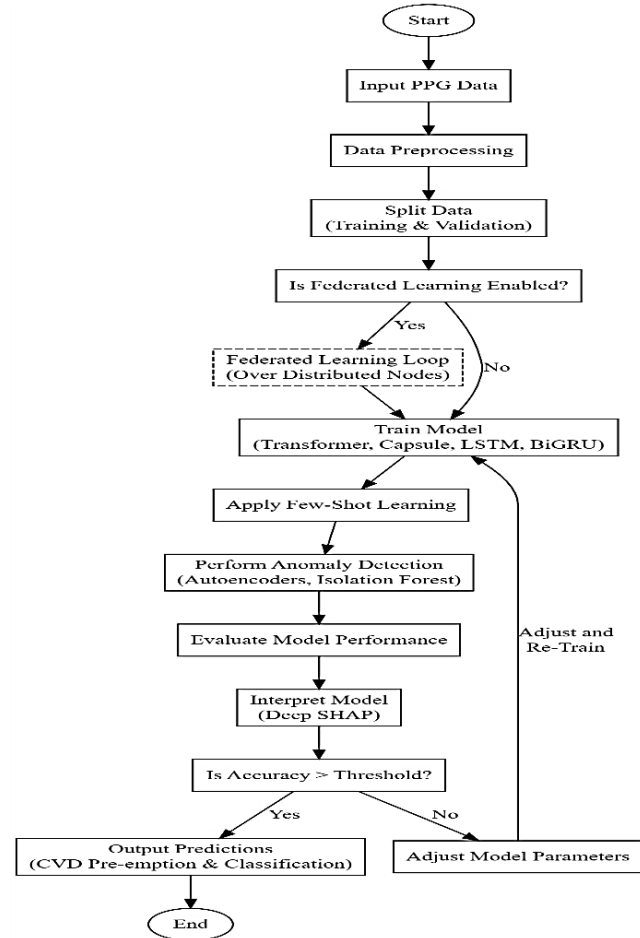 Start
Input PPG Data
Data Preprocessing
Split Data
(Training & Validation)
Is Federated Learning Enabled?
Yes
Federated Learning Loop
(Over Distributed Nodes)
No
Train Model
(Transformer, Capsule, LSTM, BiGRU)
Apply Few-Shot Learning
Perform Anomaly Detection
(Autoencoders, Isolation Forest)
Evaluate Model Performance
Adjust and
Re-Train
Interpret Model
(Deep SHAP)
Is Accuracy > Threshold?
Yes
No
Output Predictions
(CVD Pre-emption & Classification)
Adjust Model Parameters
End